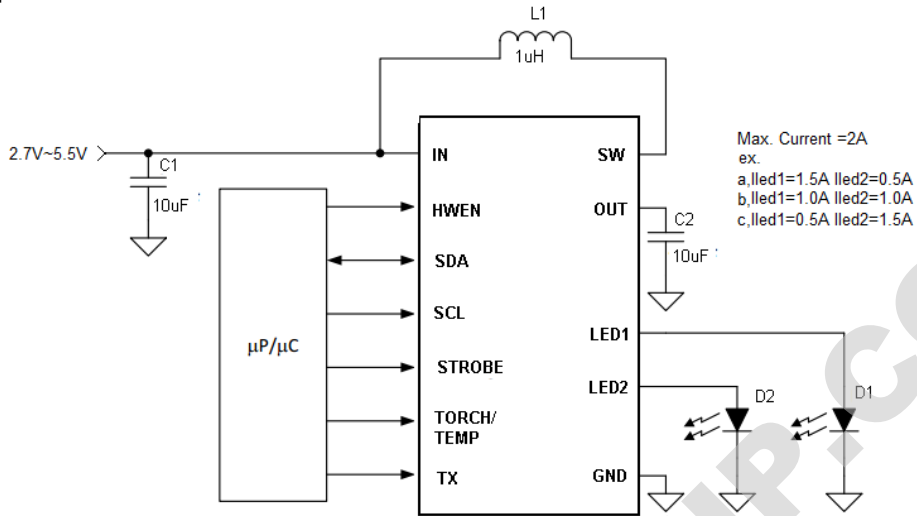 L1
1uH
2.7V~5.5V
C1
10uF
IN
SW
HWEN
OUT
C2
10uF
SDA
SCL
μP/μC
LED1
STROBE
LED2
TORCH/
TEMP
D2
D1
TX
GND
Max. Current =2A
ex.
a,Iled1=1.5A Iled2=0.5A
b,Iled1=1.0A Iled2=1.0A
c,Iled1=0.5A Iled2=1.5A